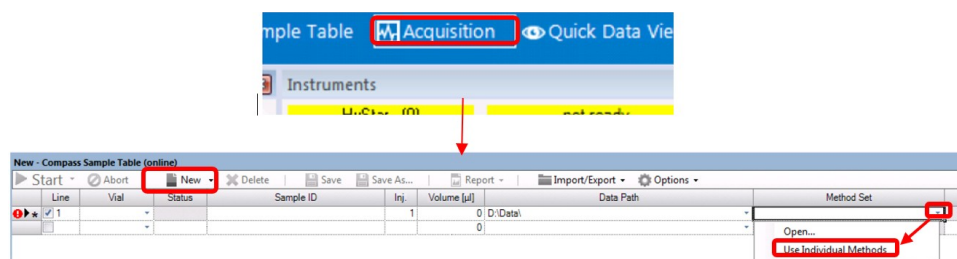 mple Table Acquisition Quick Data Vie
Instruments
HyStar (0) not ready
New - Compass Sample Table (online)
Start Abort New Delete Save Save As... Report Import/Export Options
Line Vial Status Sample ID Inj. Volume [µl] Data Path Method Set
1 1 0 D:\Data\
0
Open...
Use Individual Methods